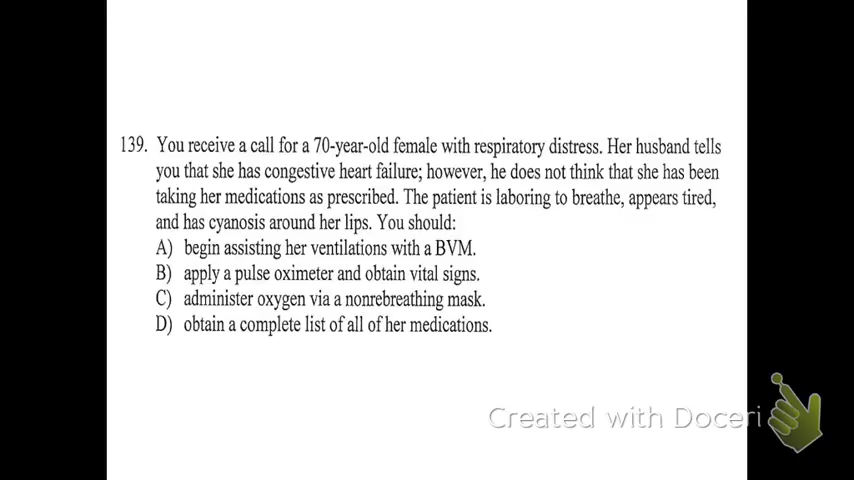 139. You receive a call for a 70-year-old female with respiratory distress. Her husband tells
you that she has congestive heart failure; however, he does not think that she has been
taking her medications as prescribed. The patient is laboring to breathe, appears tired,
and has cyanosis around her lips. You should:
A) begin assisting her ventilations with a BVM.
B) apply a pulse oximeter and obtain vital signs.
C) administer oxygen via a nonrebreathing mask.
D) obtain a complete list of all of her medications.
Created with Doceri